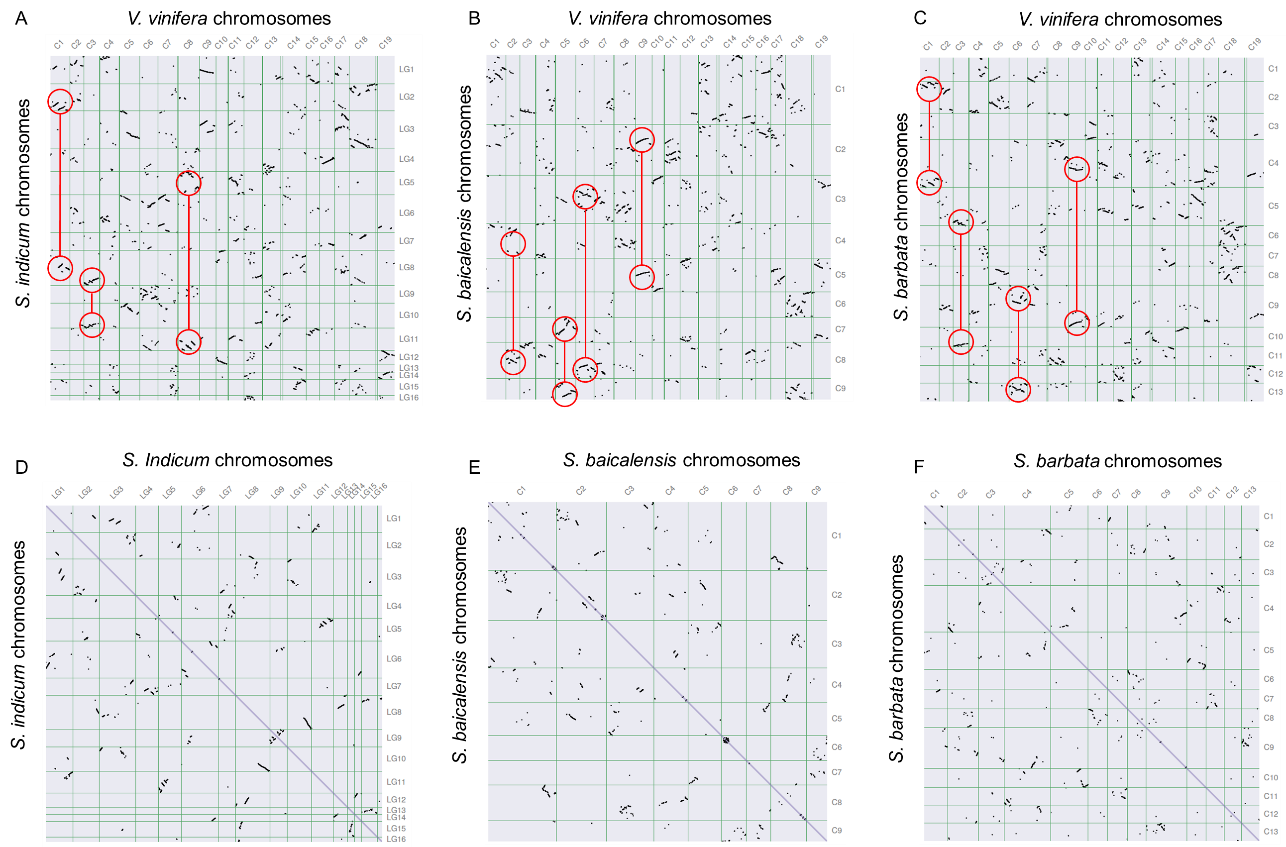 A
V. vinifera chromosomes
C1 C2 C3 C4 C5 C6 C7 C8 C9 C10 C11 C12 C13 C14 C15 C16 C17 C18 C19
S. indicum chromosomes
LG1
LG2
LG3
LG4
LG5
LG6
LG7
LG8
LG9
LG10
LG11
LG12
LG13
LG14
LG15
LG16
B
V. vinifera chromosomes
C1 C2 C3 C4 C5 C6 C7 C8 C9 C10 C11 C12 C13 C14 C15 C16 C17 C18 C19
S. baicalensis chromosomes
C1
C2
C3
C4
C5
C6
C7
C8
C9
C
V. vinifera chromosomes
C1 C2 C3 C4 C5 C6 C7 C8 C9 C10 C11 C12 C13 C14 C15 C16 C17 C18 C19
S. barbata chromosomes
C1
C2
C3
C4
C5
C6
C7
C8
C9
C10
C11
C12
C13
D
S. Indicum chromosomes
LG1 LG2 LG3 LG4 LG5 LG6 LG7 LG8 LG9 LG10 LG11 LG12 LG13 LG14 LG15 LG16
S. indicum chromosomes
LG1
LG2
LG3
LG4
LG5
LG6
LG7
LG8
LG9
LG10
LG11
LG12
LG13
LG14
LG15
LG16
E
S. baicalensis chromosomes
C1 C2 C3 C4 C5 C6 C7 C8 C9
S. baicalensis chromosomes
C1
C2
C3
C4
C5
C6
C7
C8
C9
F
S. barbata chromosomes
C1 C2 C3 C4 C5 C6 C7 C8 C9 C10 C11 C12 C13
S. barbata chromosomes
C1
C2
C3
C4
C5
C6
C7
C8
C9
C10
C11
C12
C13